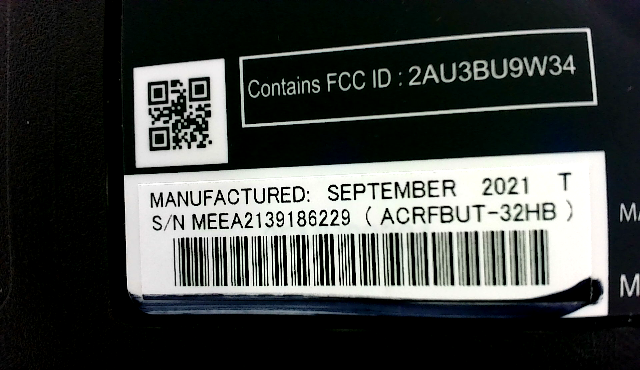 Contains FCC ID : 2AU3BU9W34
MANUFACTURED: SEPTEMBER 2021 T
S/N MEEA2139186229 ( ACRFBUT-32HB )